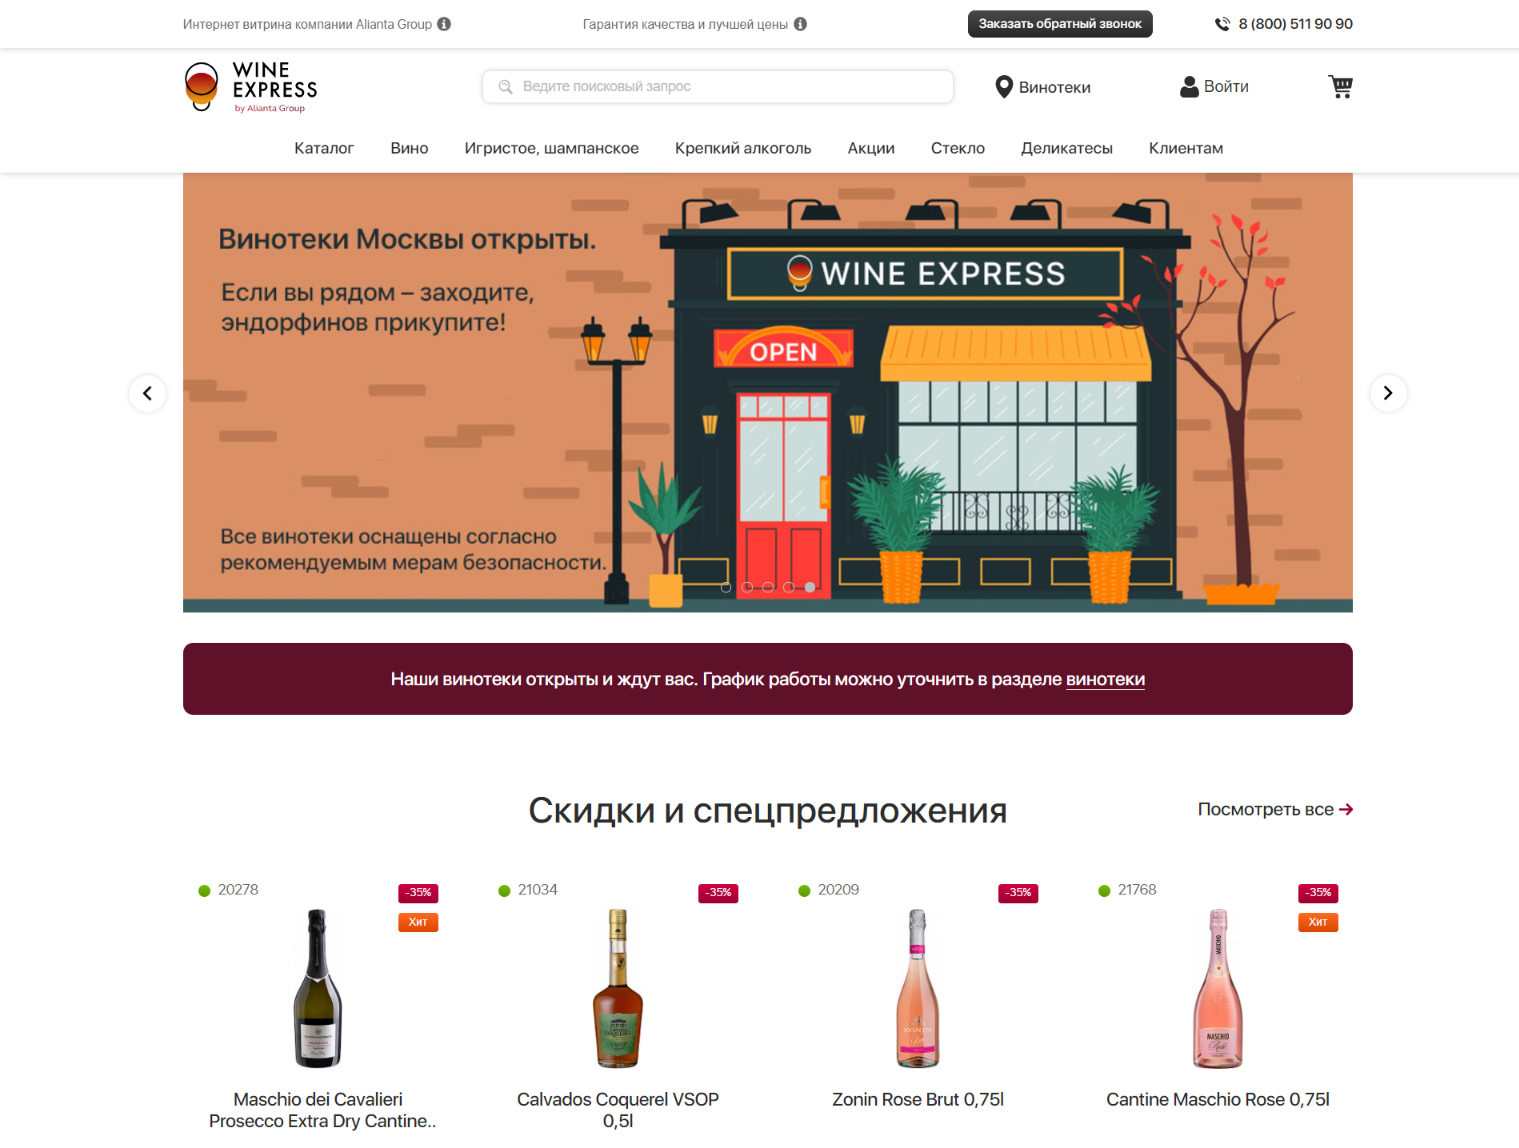 Интернет витрина компании Alianta Group
Гарантия качества и лучшей цены
Заказать обратный звонок
8 (800) 511 90 90
WINE
EXPRESS
by Alianta Group
Ведите поисковый запрос
Винотеки
Войти
Каталог
Вино
Игристое, шампанское
Крепкий алкоголь
Акции
Стекло
Деликатесы
Клиентам
Винотеки Москвы открыты.
Если вы рядом – заходите,
эндорфинов прикупите!
WINE EXPRESS
OPEN
Все винотеки оснащены согласно
рекомендуемым мерам безопасности.
Наши винотеки открыты и ждут вас. График работы можно уточнить в разделе винотеки
Скидки и спецпредложения
Посмотреть все
20278
-35%
Хит
21034
-35%
20209
-35%
21768
-35%
Хит
MASCHIO
Maschio dei Cavalieri
Prosecco Extra Dry Cantine..
Calvados Coquerel VSOP
0,5l
Zonin Rose Brut 0,75l
Cantine Maschio Rose 0,75l